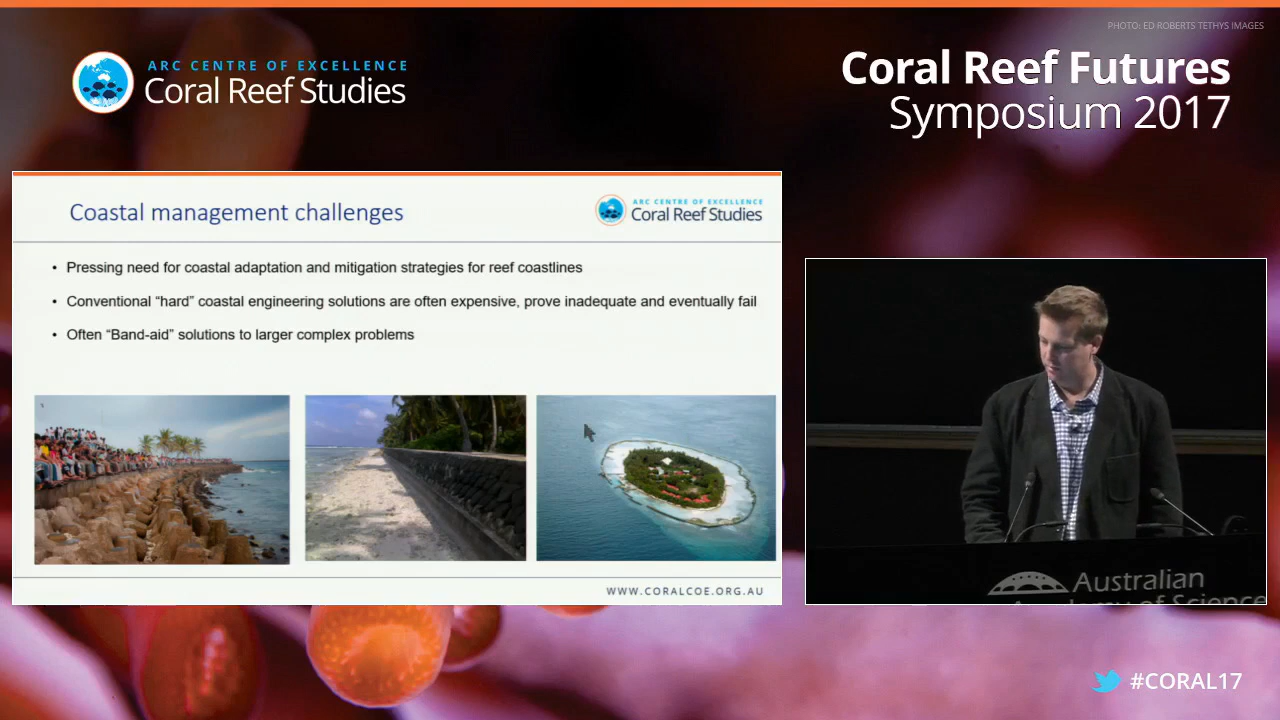 PHOTO: ED ROBERTS TETHYS IMAGES
ARC CENTRE OF EXCELLENCE
Coral Reef Studies
Coral Reef Futures
Symposium 2017
Coastal management challenges
ARC CENTRE OF EXCELLENCE
Coral Reef Studies
• Pressing need for coastal adaptation and mitigation strategies for reef coastlines
• Conventional “hard” coastal engineering solutions are often expensive, prove inadequate and eventually fail
• Often “Band-aid” solutions to larger complex problems
WWW.CORALCOE.ORG.AU
Australian
Academy of Science
#CORAL17